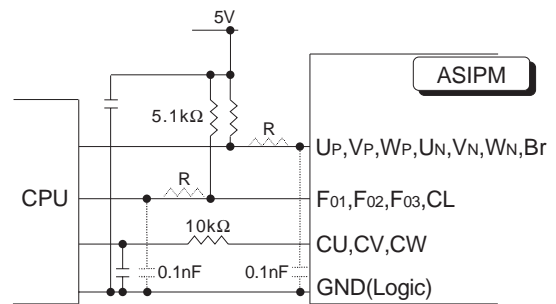 5V
ASIPM
5.1kΩ
R
UP,VP,WP,UN,VN,WN,Br
CPU
R
F01,F02,F03,CL
10kΩ
CU,CV,CW
0.1nF
0.1nF
GND(Logic)